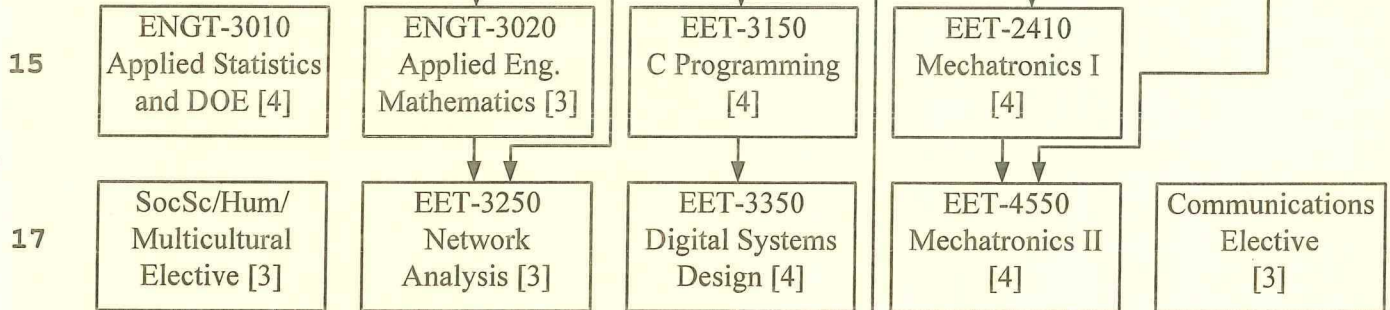 15
ENGT-3010
Applied Statistics
and DOE [4]
ENGT-3020
Applied Eng.
Mathematics [3]
EET-3150
C Programming
[4]
EET-2410
Mechatronics I
[4]
17
SocSc/Hum/
Multicultural
Elective [3]
EET-3250
Network
Analysis [3]
EET-3350
Digital Systems
Design [4]
EET-4550
Mechatronics II
[4]
Communications
Elective
[3]